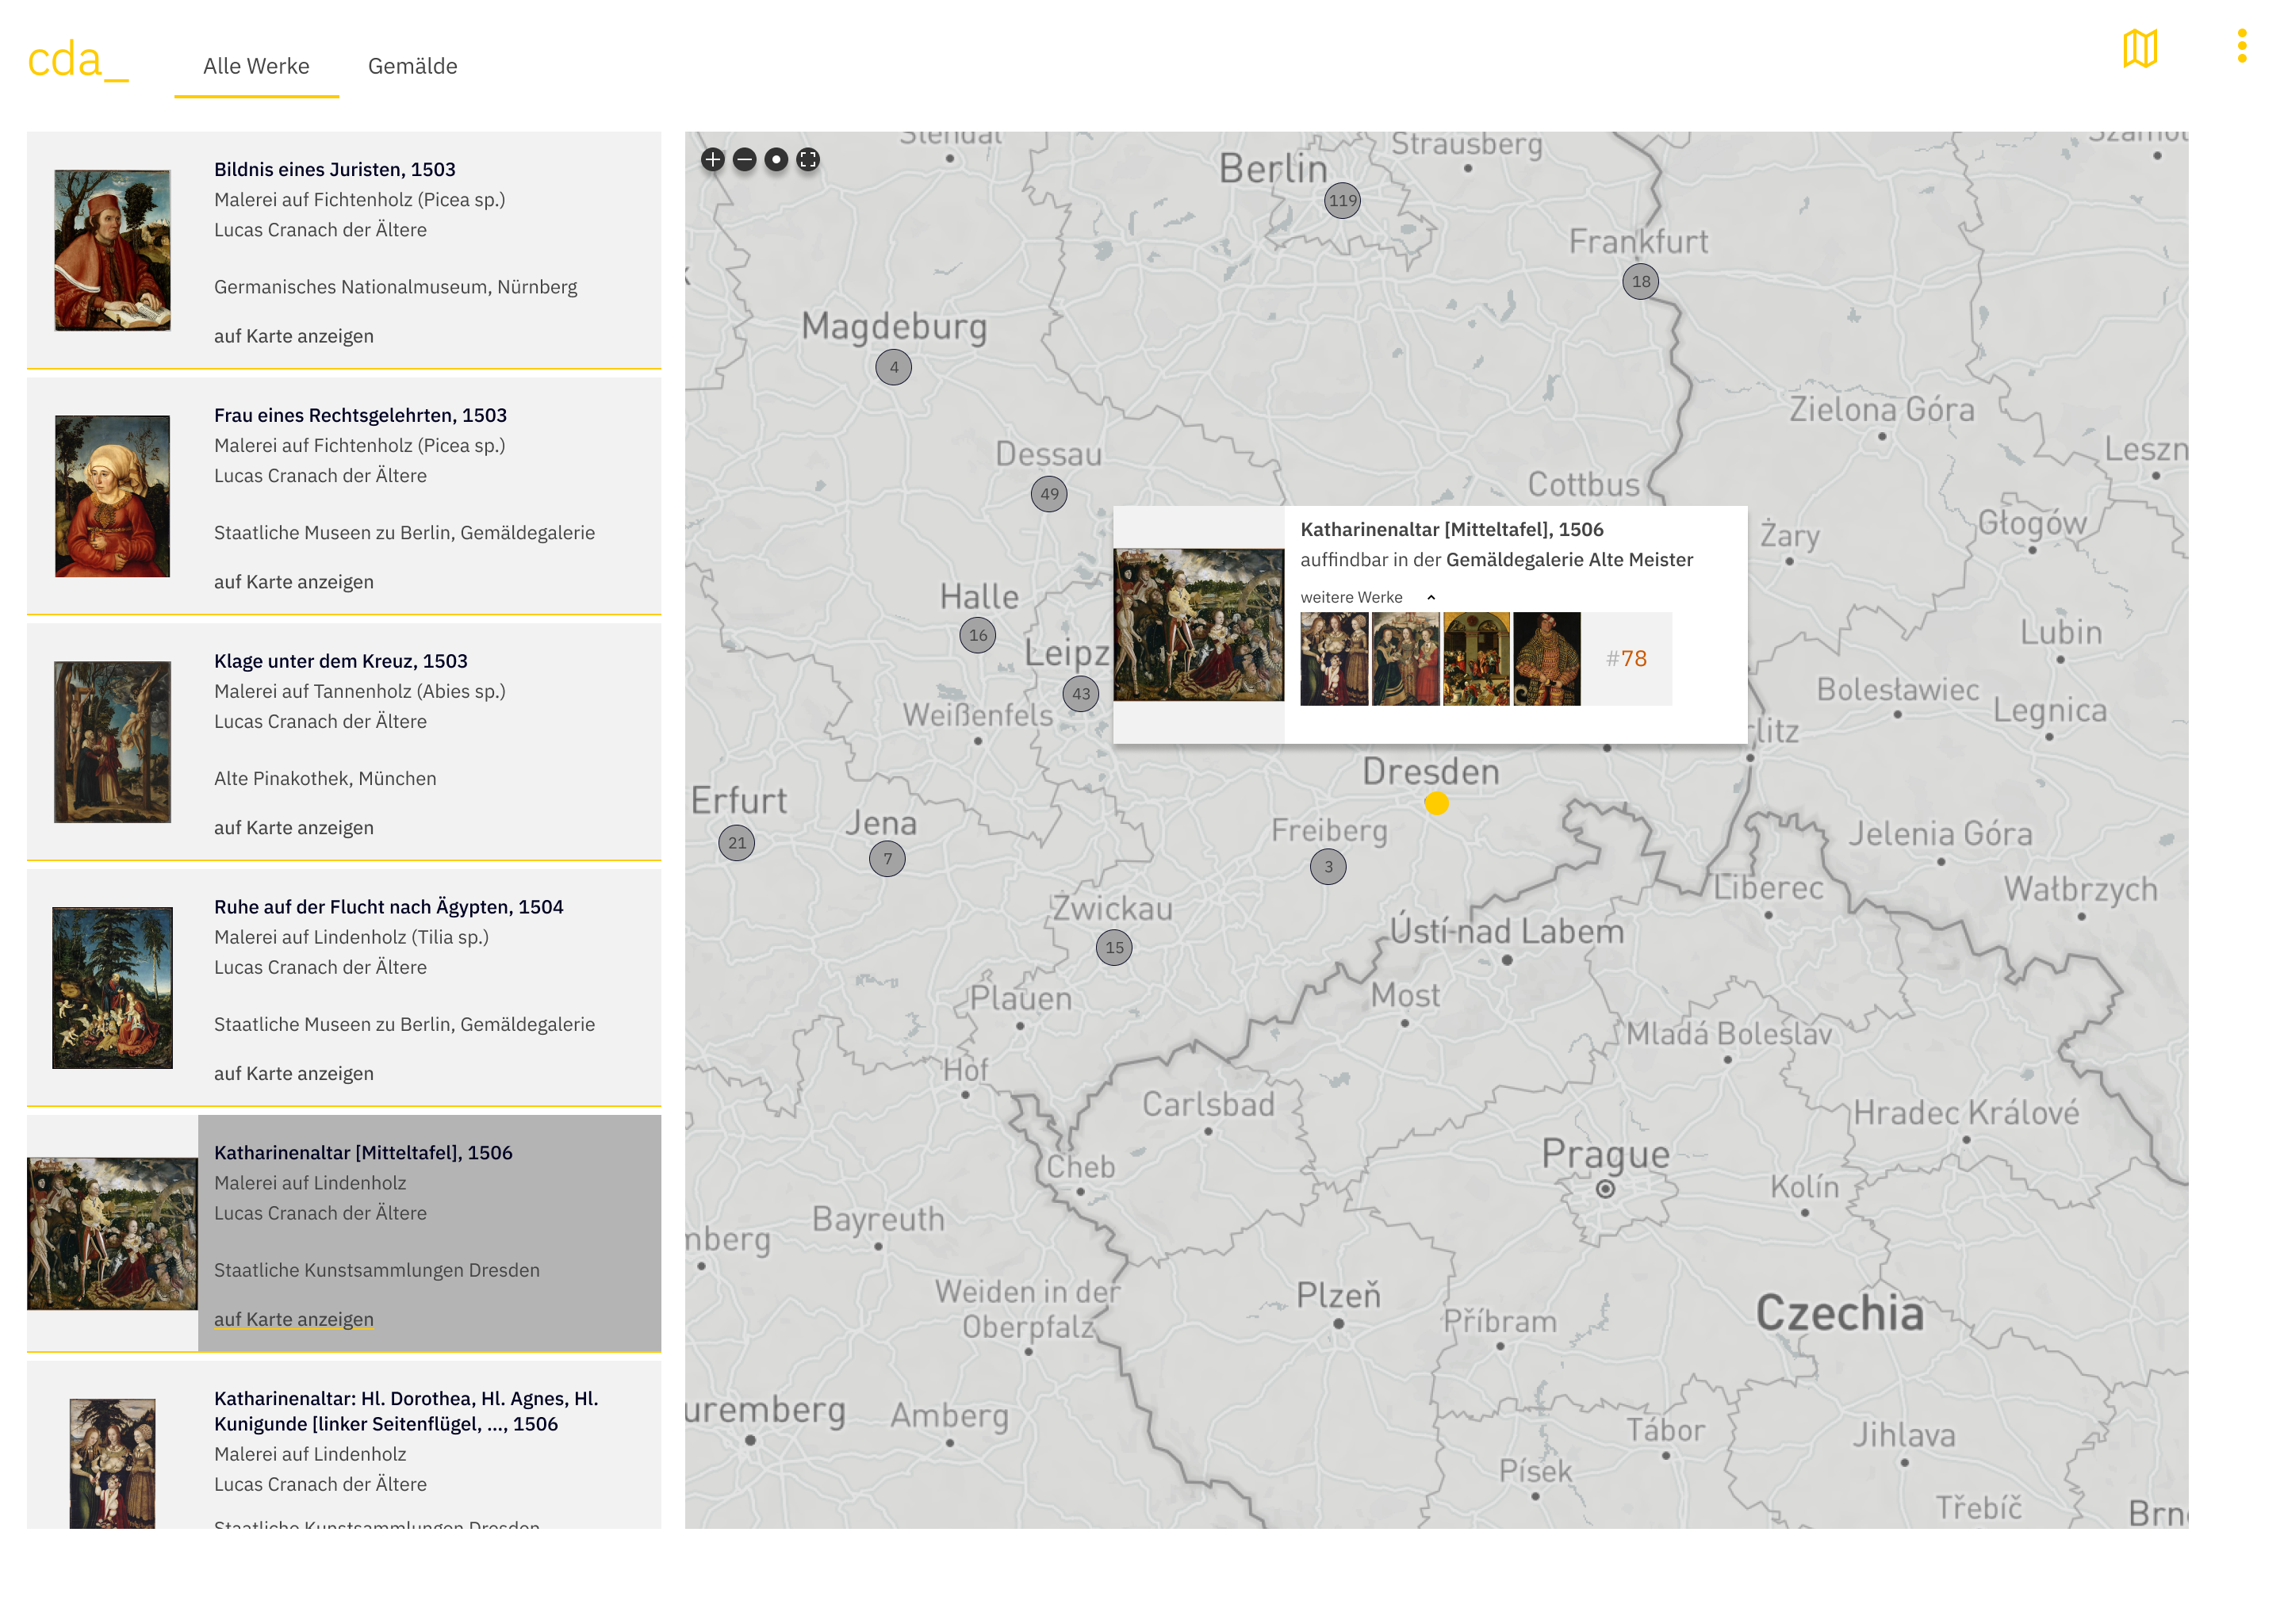 cda_
Alle Werke
Gemälde
Bildnis eines Juristen, 1503
Malerei auf Fichtenholz (Picea sp.)
Lucas Cranach der Ältere
Germanisches Nationalmuseum, Nürnberg
auf Karte anzeigen
Frau eines Rechtsgelehrten, 1503
Malerei auf Fichtenholz (Picea sp.)
Lucas Cranach der Ältere
Staatliche Museen zu Berlin, Gemäldegalerie
auf Karte anzeigen
Klage unter dem Kreuz, 1503
Malerei auf Tannenholz (Abies sp.)
Lucas Cranach der Ältere
Alte Pinakothek, München
auf Karte anzeigen
Ruhe auf der Flucht nach Ägypten, 1504
Malerei auf Lindenholz (Tilia sp.)
Lucas Cranach der Ältere
Staatliche Museen zu Berlin, Gemäldegalerie
auf Karte anzeigen
Katharinenaltar [Mitteltafel], 1506
Malerei auf Lindenholz
Lucas Cranach der Ältere
Staatliche Kunstsammlungen Dresden
auf Karte anzeigen
Katharinenaltar: Hl. Dorothea, Hl. Agnes, Hl.
Kunigunde [linker Seitenflügel, ..., 1506
Malerei auf Lindenholz
Lucas Cranach der Ältere
Staatliche Kunstsammlungen Dresden
Stendal
Strausberg
Berlin
119
Frankfurt
18
Magdeburg
4
Zielona Góra
Dessau
49
Leszn
Cottbus
Katharinenaltar [Mitteltafel], 1506
auffindbar in der Gemäldegalerie Alte Meister
weitere Werke
#78
Żary
Głogów
Halle
16
Lubin
Leipz
43
Bolesławiec
Legnica
Weißenfels
rlitz
Dresden
Erfurt
21
Jena
7
Freiberg
3
Jelenia Góra
Liberec
Wałbrzych
Zwickau
15
Ústí nad Labem
Plauen
Most
Mladá Boleslav
Hof
Carlsbad
Hradec Králové
Cheb
Prague
Kolín
Bayreuth
mberg
Weiden in der
Oberpfalz
Plzeň
Příbram
Czechia
uremberg
Amberg
Tábor
Jihlava
Písek
Třebíč
Brn